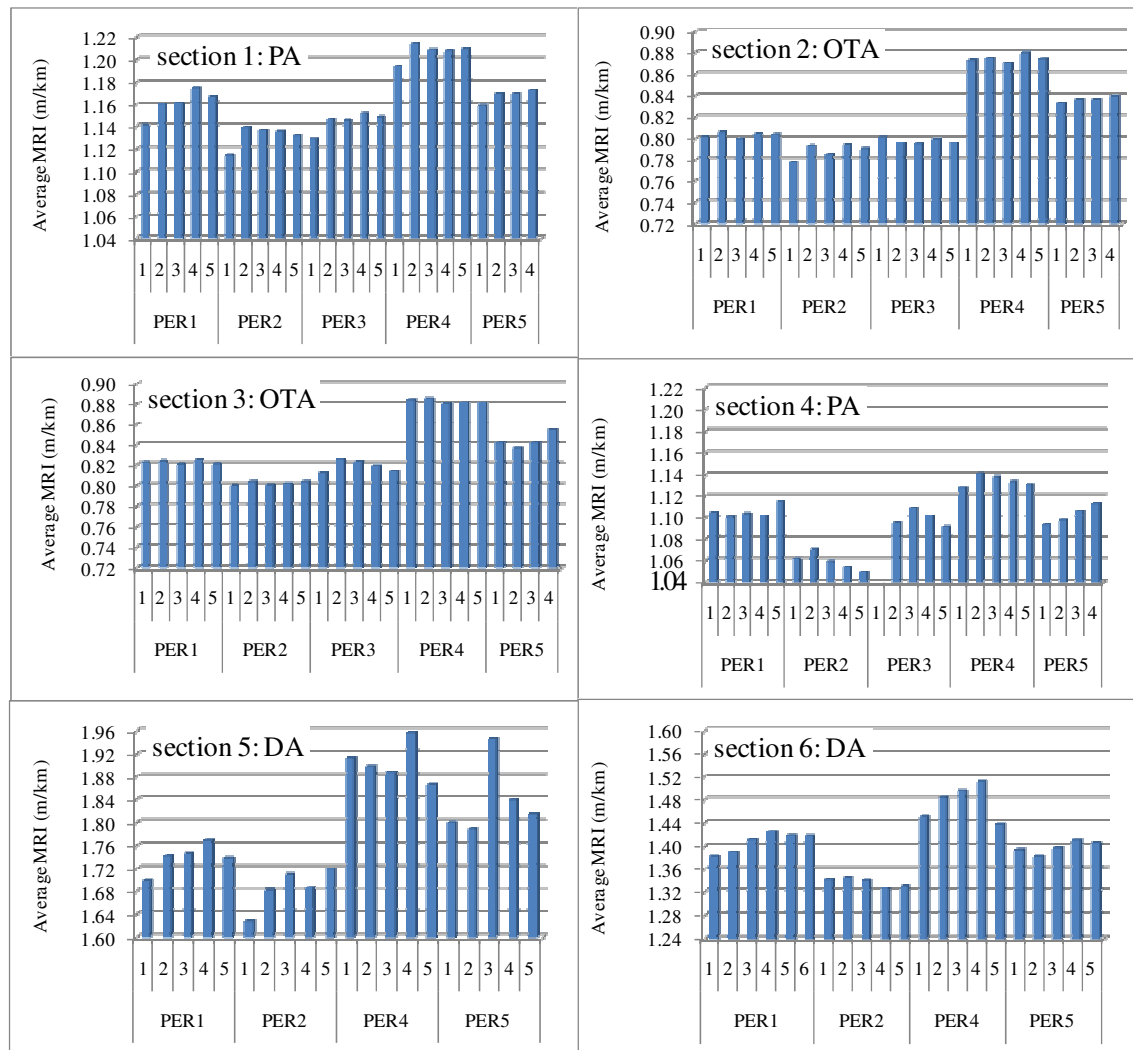 section 1: PA
Average MRI (m/km)
1.22
1.20
1.18
1.16
1.14
1.12
1.10
1.08
1.06
1.04
1 2 3 4 5 1 2 3 4 5 1 2 3 4 5 1 2 3 4 5 1 2 3 4
PER1 PER2 PER3 PER4 PER5
section 2: OTA
Average MRI (m/km)
0.90
0.88
0.86
0.84
0.82
0.80
0.78
0.76
0.74
0.72
1 2 3 4 5 1 2 3 4 5 1 2 3 4 5 1 2 3 4 5 1 2 3 4
PER1 PER2 PER3 PER4 PER5
section 3: OTA
Average MRI (m/km)
0.90
0.88
0.86
0.84
0.82
0.80
0.78
0.76
0.74
0.72
1 2 3 4 5 1 2 3 4 5 1 2 3 4 5 1 2 3 4 5 1 2 3 4
PER1 PER2 PER3 PER4 PER5
section 4: PA
Average MRI (m/km)
1.22
1.20
1.18
1.16
1.14
1.12
1.10
1.08
1.06
1.04
1 2 3 4 5 1 2 3 4 5 1 2 3 4 5 1 2 3 4 5 1 2 3 4
PER1 PER2 PER3 PER4 PER5
section 5: DA
Average MRI (m/km)
1.96
1.92
1.88
1.84
1.80
1.76
1.72
1.68
1.64
1.60
1 2 3 4 5 1 2 3 4 5 1 2 3 4 5 1 2 3 4 5
PER1 PER2 PER4 PER5
section 6: DA
Average MRI (m/km)
1.60
1.56
1.52
1.48
1.44
1.40
1.36
1.32
1.28
1.24
1 2 3 4 5 6 1 2 3 4 5 1 2 3 4 5 1 2 3 4 5
PER1 PER2 PER4 PER5